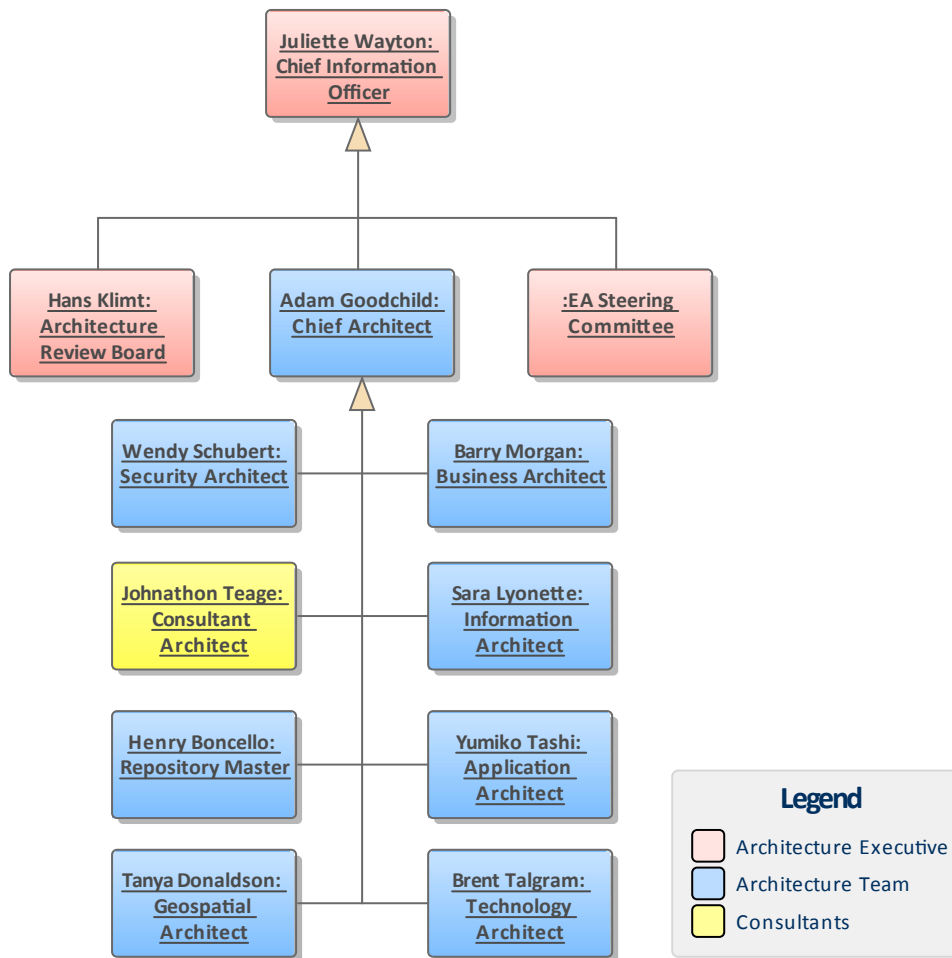 Juliette Wayton:
Chief Information
Officer
Hans Klimt:
Architecture
Review Board
Adam Goodchild:
Chief Architect
:EA Steering
Committee
Wendy Schubert:
Security Architect
Barry Morgan:
Business Architect
Johnathon Teage:
Consultant
Architect
Sara Lyonette:
Information
Architect
Henry Boncello:
Repository Master
Yumiko Tashi:
Application
Architect
Tanya Donaldson:
Geospatial
Architect
Brent Talgram:
Technology
Architect
Legend
Architecture Executive
Architecture Team
Consultants